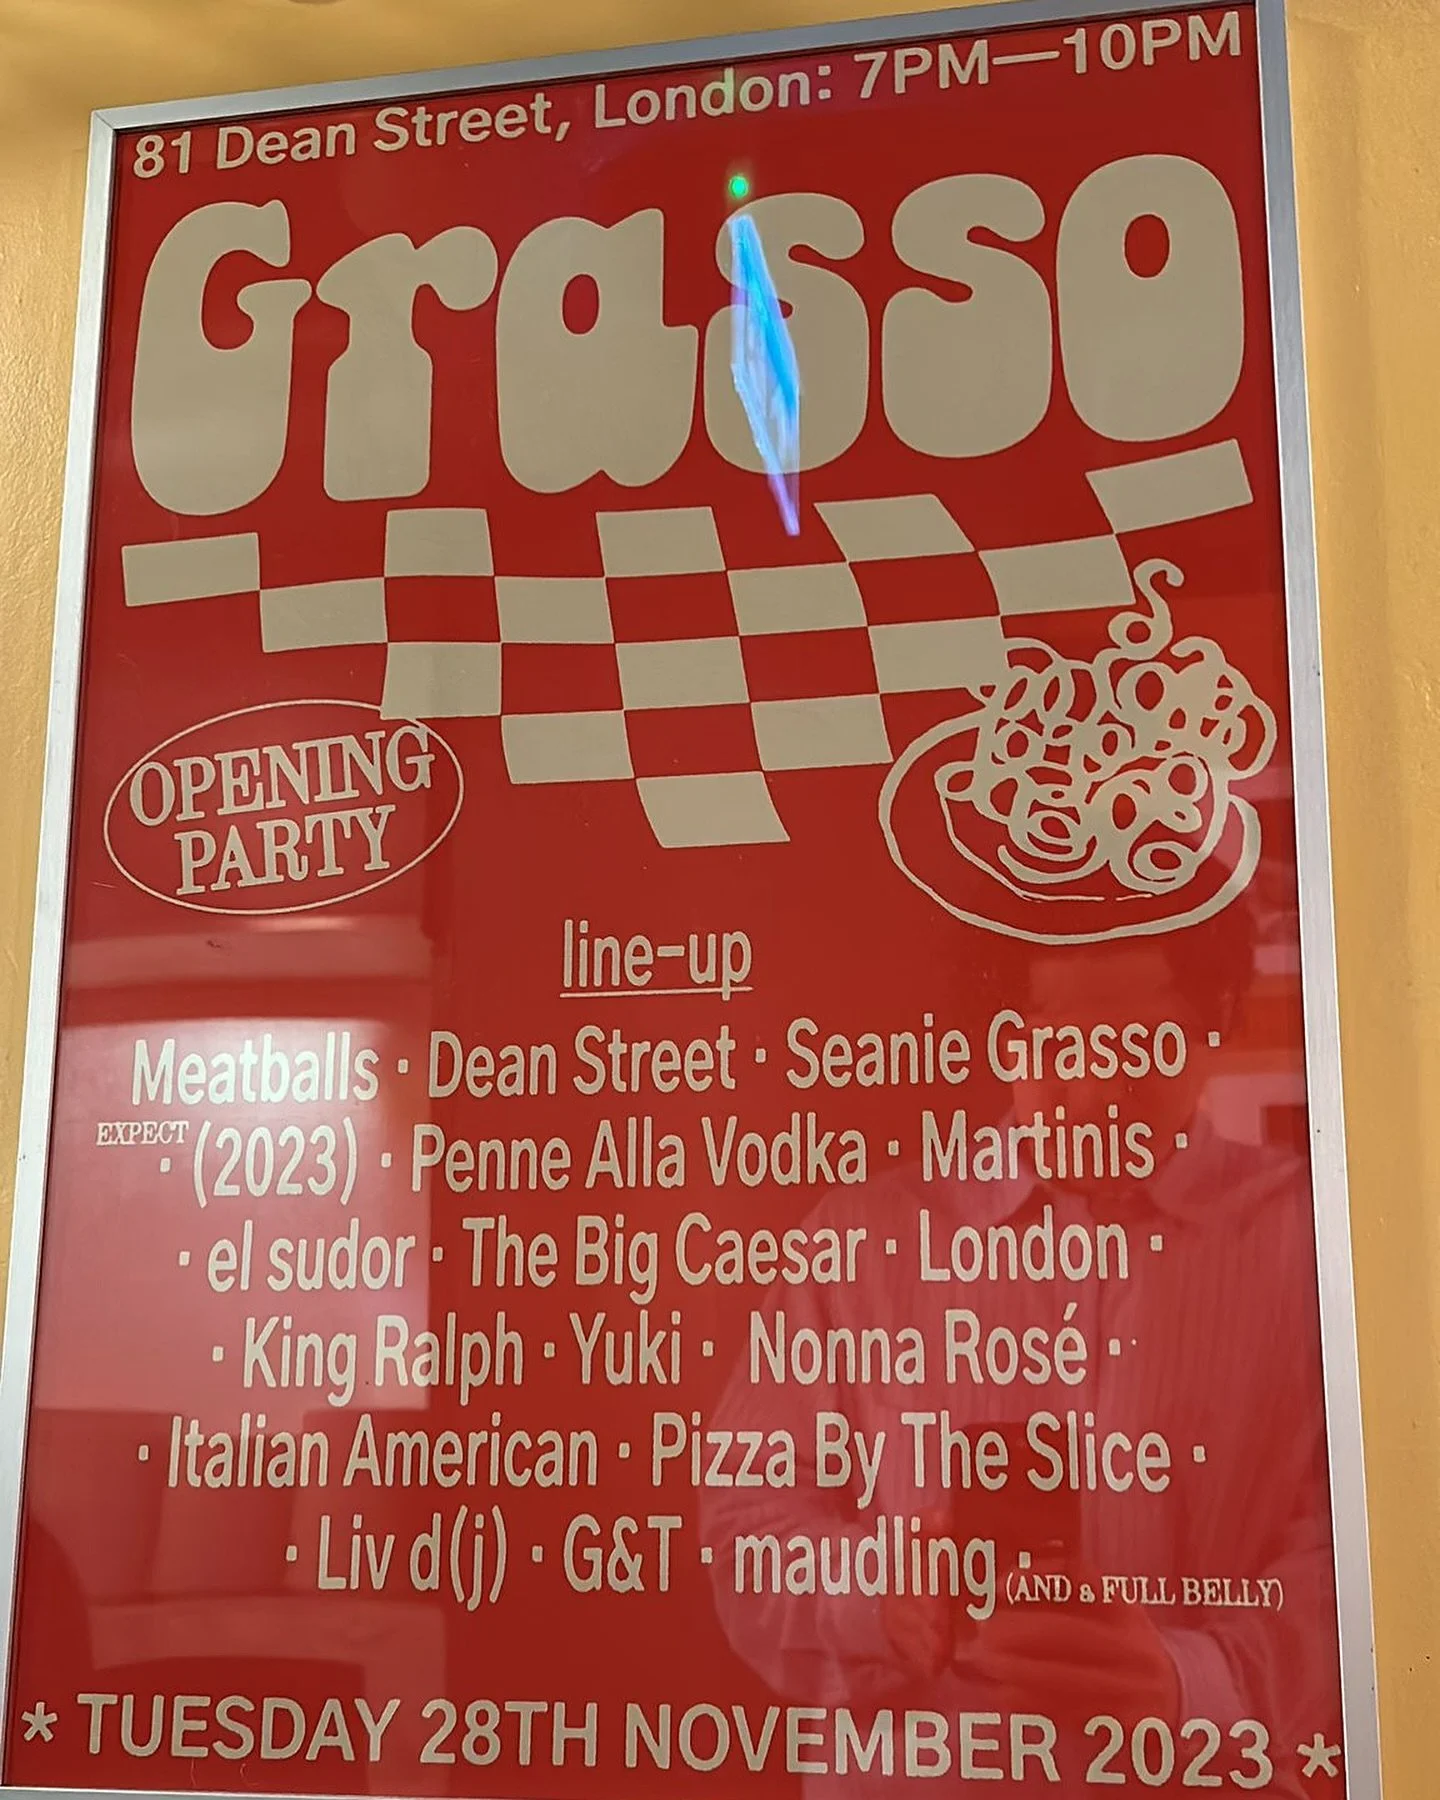 81 Dean Street, London: 7PM—10PM
Grasso
OPENING
PARTY
line-up
Meatballs · Dean Street · Seanie Grasso ·
EXPECT
· (2023) · Penne Alla Vodka · Martinis ·
· el sudor · The Big Caesar · London ·
· King Ralph · Yuki · Nonna Rosé ·
· Italian American · Pizza By The Slice ·
· Liv d(j) · G&T · maudling ·
(AND a FULL BELLY)
* TUESDAY 28TH NOVEMBER 2023 *